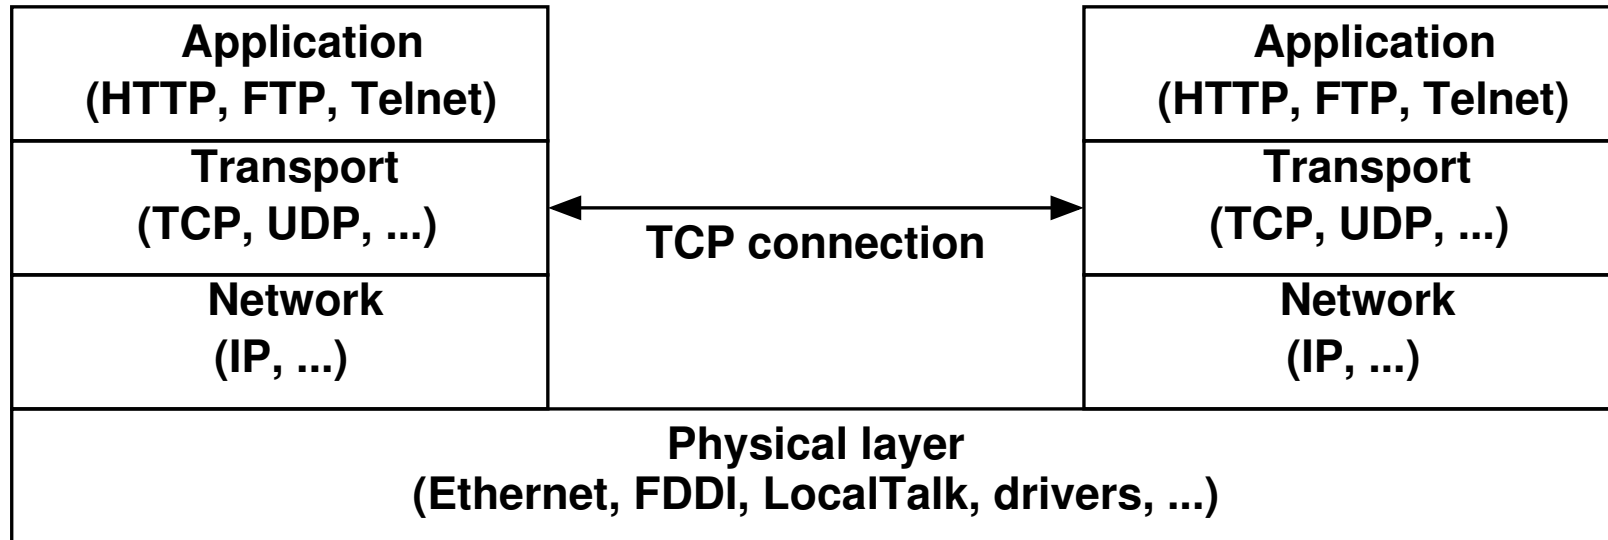 Application
(HTTP, FTP, Telnet)
Transport
(TCP, UDP, ...)
Network
(IP, ...)
TCP connection
Application
(HTTP, FTP, Telnet)
Transport
(TCP, UDP, ...)
Network
(IP, ...)
Physical layer
(Ethernet, FDDI, LocalTalk, drivers, ...)